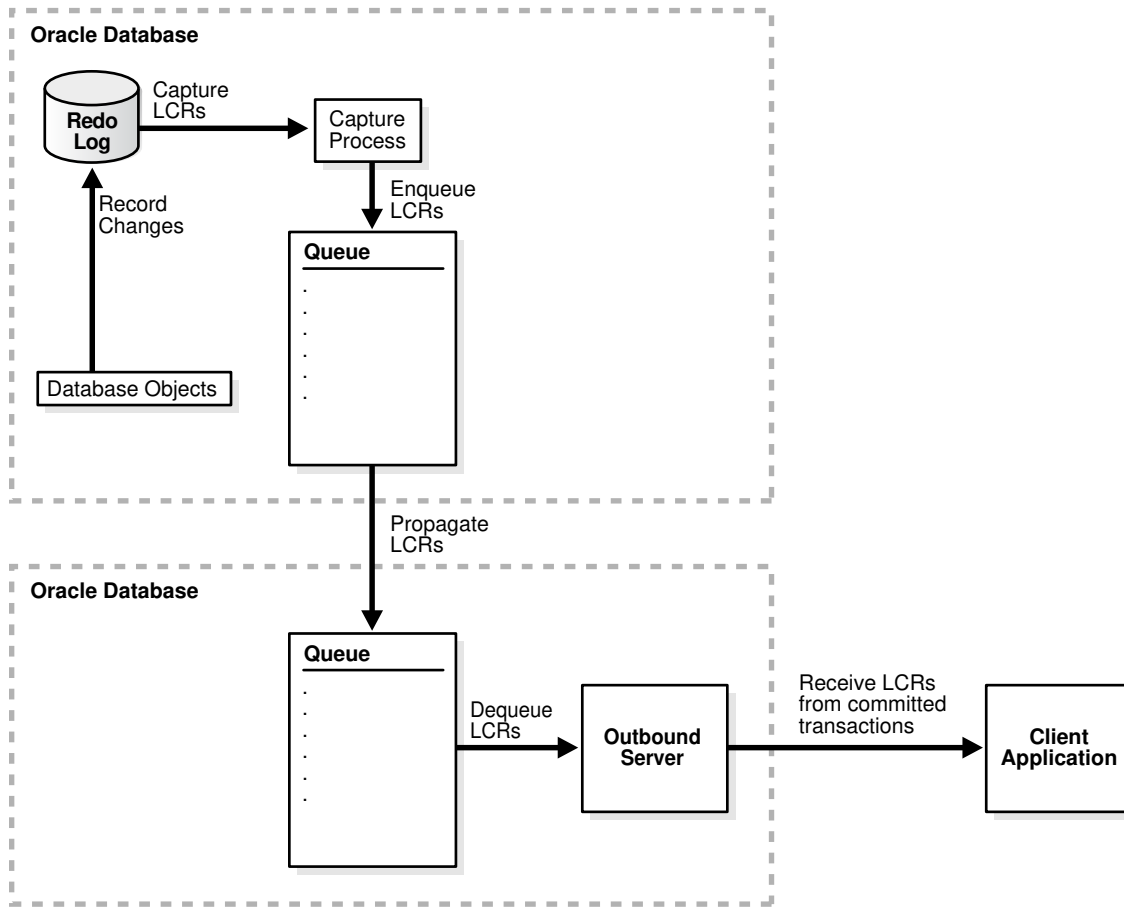 Oracle Database
Capture
LCRs
Redo
Log
Capture
Process
Record
Changes
Enqueue
LCRs
Queue
.
.
.
.
.
.
Database Objects
Propagate
LCRs
Oracle Database
Queue
.
.
.
.
.
.
Dequeue
LCRs
Outbound
Server
Receive LCRs
from committed
transactions
Client
Application